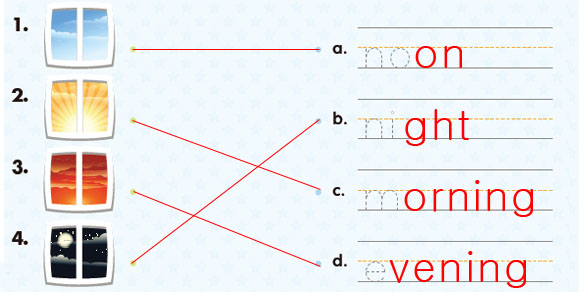 1. a. noon
2. b. night
3. c. morning
4. d. evening